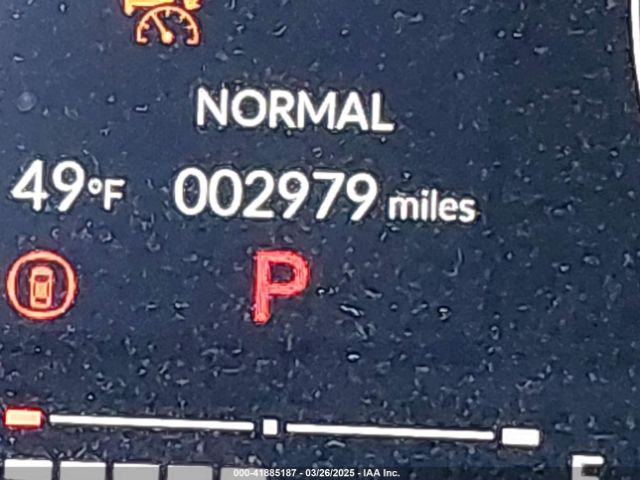 NORMAL
49°F 002979 miles
P
F
000-41885187 - 03/26/2025 - IAA Inc.